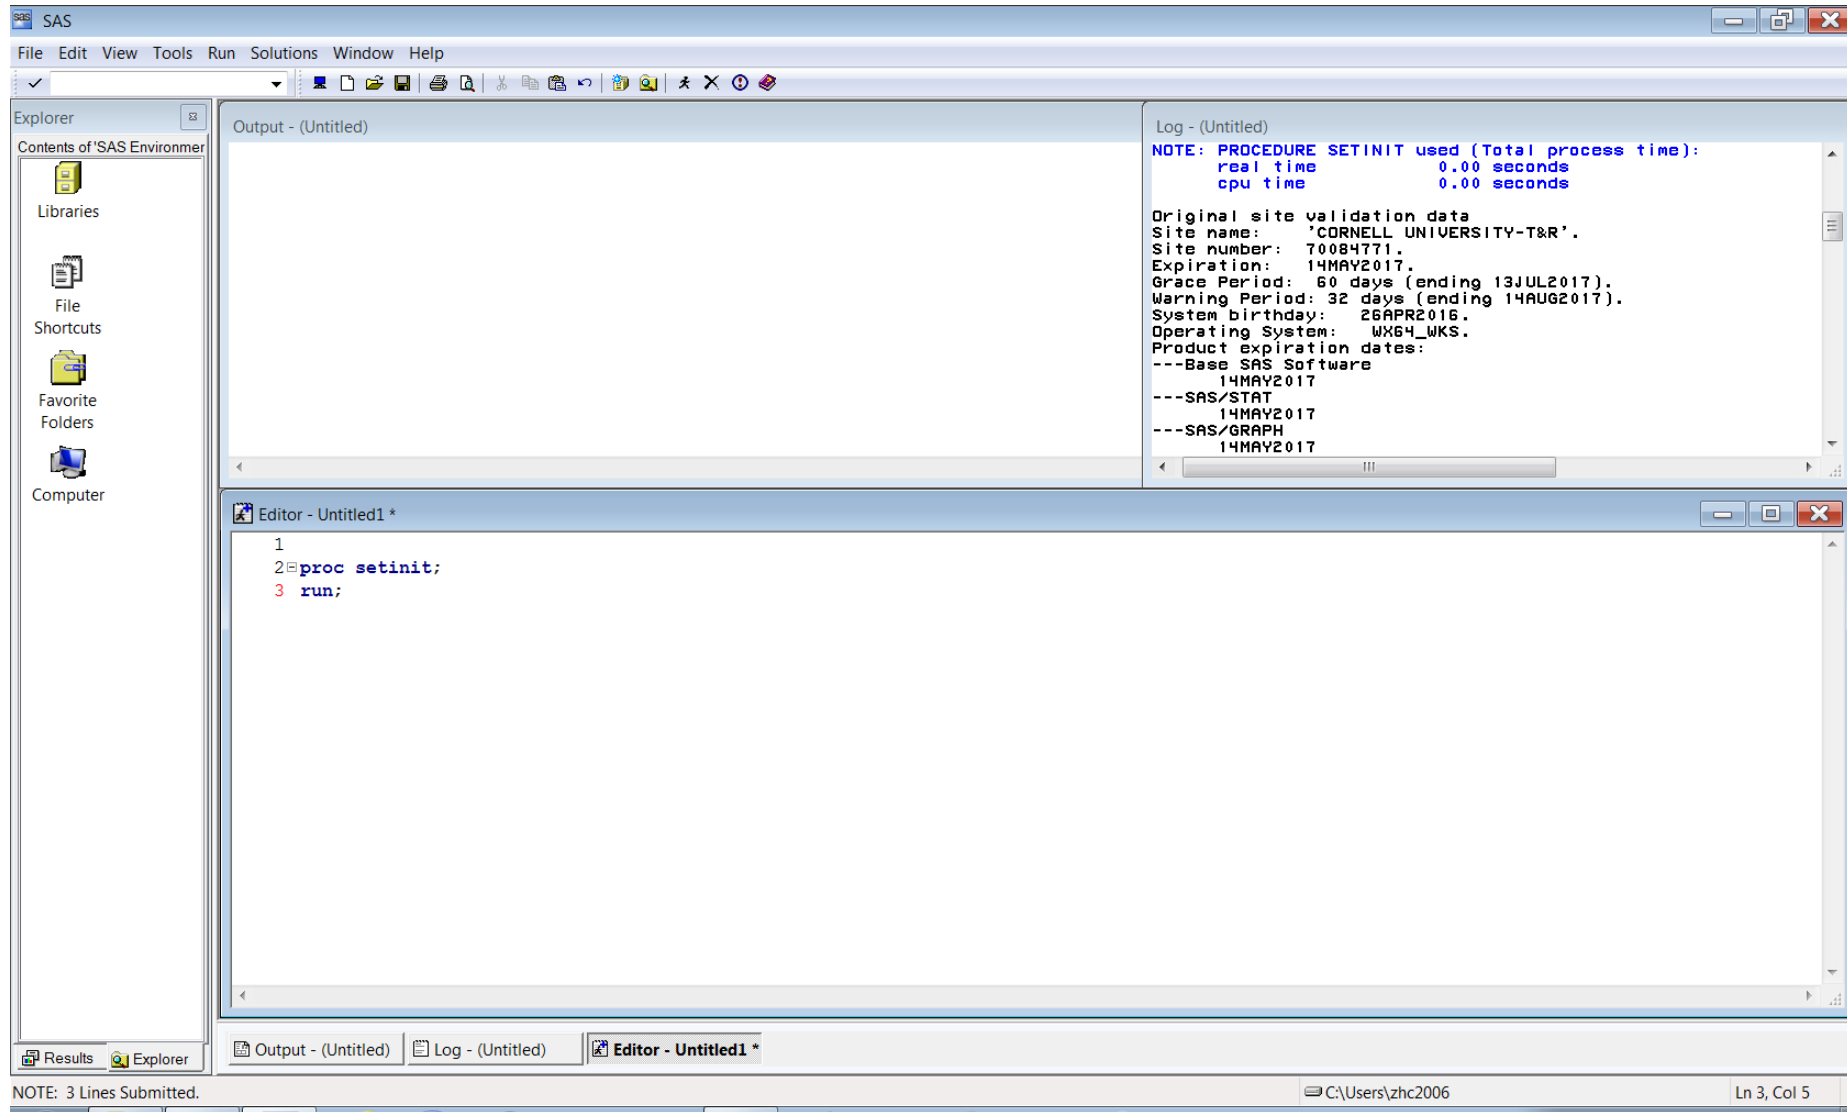 SAS
File Edit View Tools Run Solutions Window Help
Explorer
Contents of 'SAS Environmer
Libraries
File
Shortcuts
Favorite
Folders
Computer
Output - (Untitled)
Log - (Untitled)
NOTE: PROCEDURE SETINIT used (Total process time):
real time 0.00 seconds
cpu time 0.00 seconds
Original site validation data
Site name: 'CORNELL UNIVERSITY-T&R'.
Site number: 70084771.
Expiration: 14MAY2017.
Grace Period: 60 days (ending 13JUL2017).
Warning Period: 32 days (ending 14AUG2017).
System birthday: 26APR2016.
Operating System: WX64_WKS.
Product expiration dates:
---Base SAS Software
14MAY2017
---SAS/STAT
14MAY2017
---SAS/GRAPH
14MAY2017
Editor - Untitled1 *
1
2 proc setinit;
3 run;
Results Explorer
Output - (Untitled) Log - (Untitled) Editor - Untitled1 *
NOTE: 3 Lines Submitted. C:\Users\zhc2006 Ln 3, Col 5